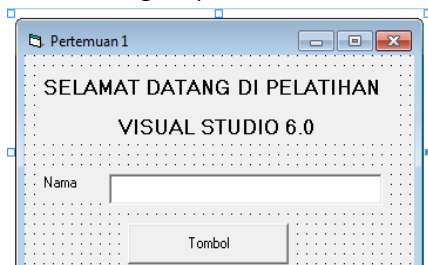 Pertemuan 1
SELAMAT DATANG DI PELATIHAN
VISUAL STUDIO 6.0
Nama
Tombol